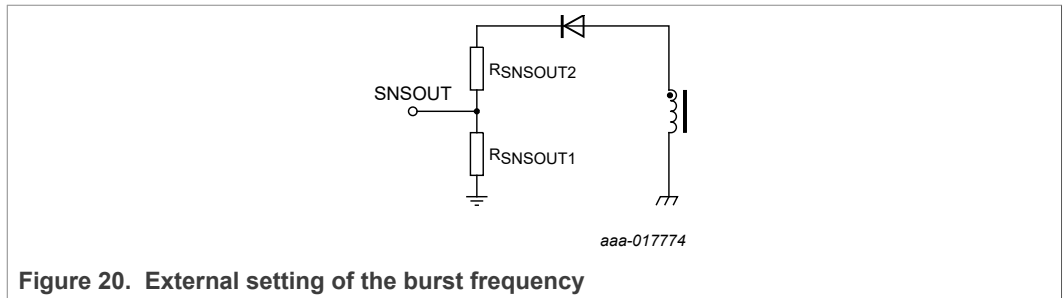 RSNSOUT2
SNSOUT
RSNSOUT1
aaa-017774
Figure 20. External setting of the burst frequency